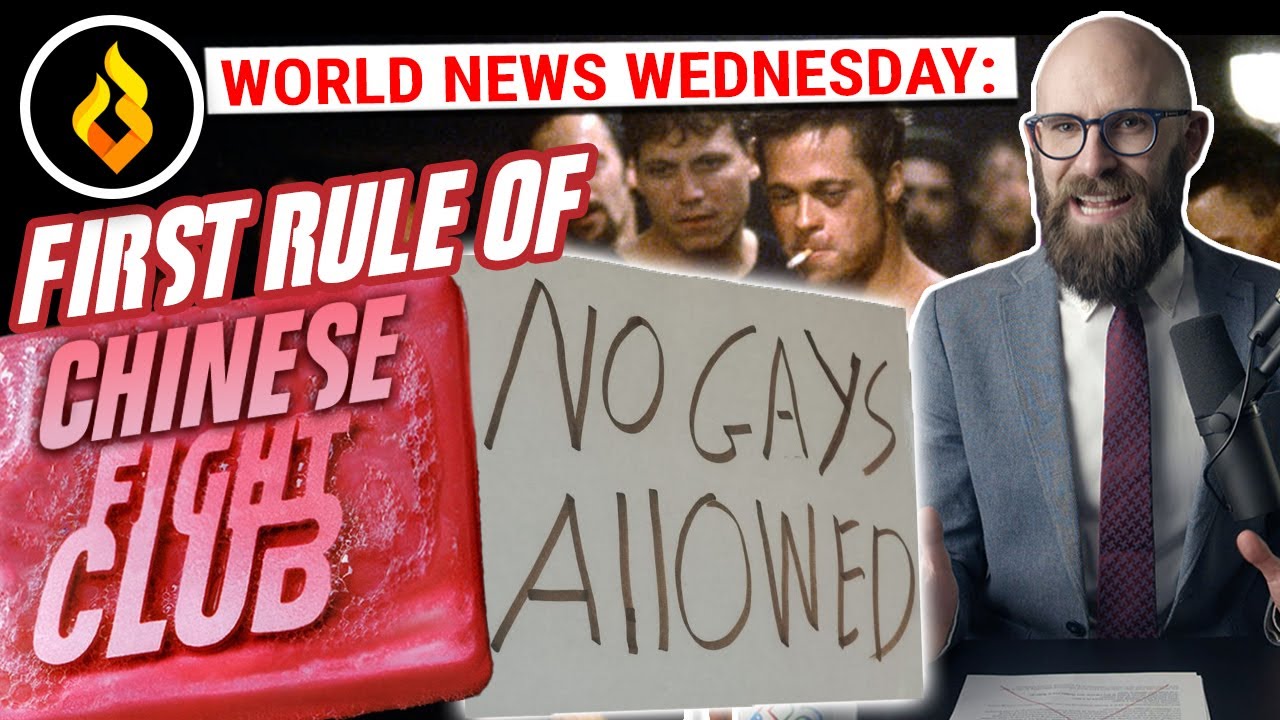 WORLD NEWS WEDNESDAY:
FIRST RULE OF
CHINESE
FIGHT
CLUB
NO GAYS
AllOWED